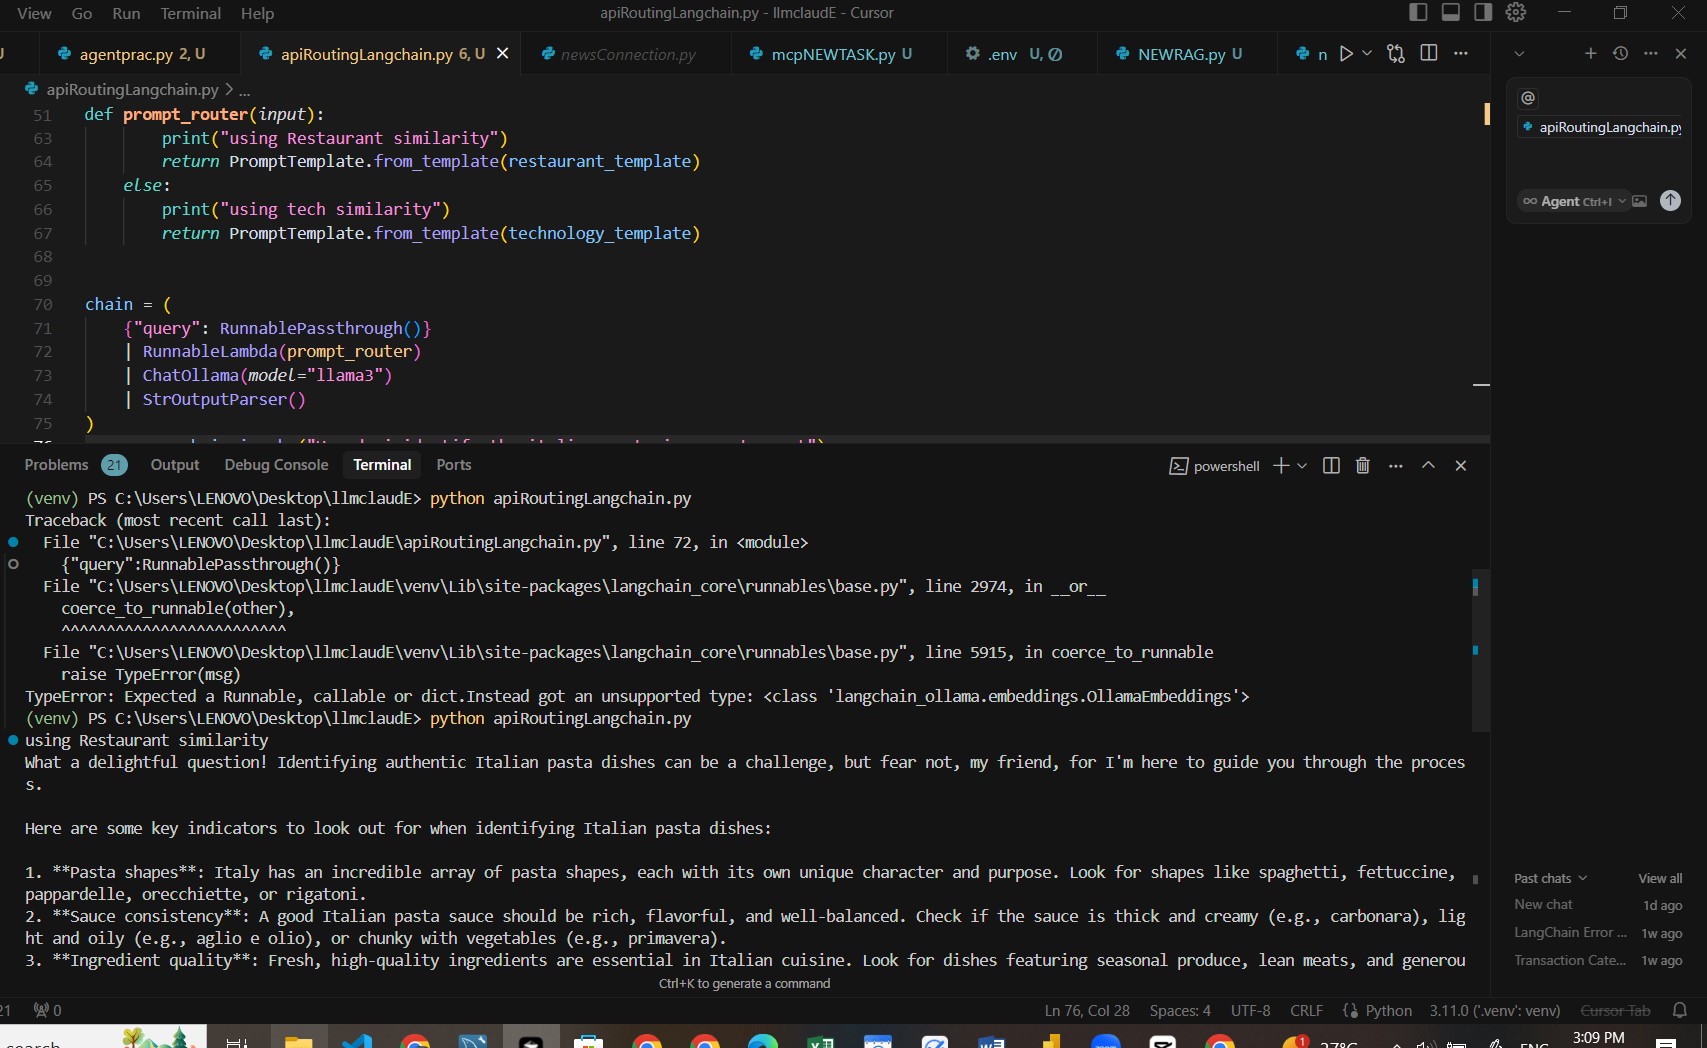 View Go Run Terminal Help apiRoutingLangchain.py - llmclaudE - Cursor
agentprac.py 2, U apiRoutingLangchain.py 6, U newsConnection.py mcpNEWTASK.py U .env U, NEWRAG.py U n
apiRoutingLangchain.py > ...
51 def prompt_router(input):
63 print("using Restaurant similarity")
64 return PromptTemplate.from_template(restaurant_template)
65 else:
66 print("using tech similarity")
67 return PromptTemplate.from_template(technology_template)
68
69
70 chain = (
71 {"query": RunnablePassthrough()}
72 | RunnableLambda(prompt_router)
73 | ChatOllama(model="llama3")
74 | StrOutputParser()
75 )
@
apiRoutingLangchain.py
Agent Ctrl+I
Problems 21 Output Debug Console Terminal Ports powershell
(venv) PS C:\Users\LENOVO\Desktop\llmclaudE> python apiRoutingLangchain.py
Traceback (most recent call last):
File "C:\Users\LENOVO\Desktop\llmclaudE\apiRoutingLangchain.py", line 72, in <module>
{"query":RunnablePassthrough()}
File "C:\Users\LENOVO\Desktop\llmclaudE\venv\Lib\site-packages\langchain_core\runnables\base.py", line 2974, in __or__
coerce_to_runnable(other),
^^^^^^^^^^^^^^^^^^^^^^^^^
File "C:\Users\LENOVO\Desktop\llmclaudE\venv\Lib\site-packages\langchain_core\runnables\base.py", line 5915, in coerce_to_runnable
raise TypeError(msg)
TypeError: Expected a Runnable, callable or dict.Instead got an unsupported type: <class 'langchain_ollama.embeddings.OllamaEmbeddings'>
(venv) PS C:\Users\LENOVO\Desktop\llmclaudE> python apiRoutingLangchain.py
using Restaurant similarity
What a delightful question! Identifying authentic Italian pasta dishes can be a challenge, but fear not, my friend, for I'm here to guide you through the proces
s.
Here are some key indicators to look out for when identifying Italian pasta dishes:
1. **Pasta shapes**: Italy has an incredible array of pasta shapes, each with its own unique character and purpose. Look for shapes like spaghetti, fettuccine,
pappardelle, orecchiette, or rigatoni.
2. **Sauce consistency**: A good Italian pasta sauce should be rich, flavorful, and well-balanced. Check if the sauce is thick and creamy (e.g., carbonara), lig
ht and oily (e.g., aglio e olio), or chunky with vegetables (e.g., primavera).
3. **Ingredient quality**: Fresh, high-quality ingredients are essential in Italian cuisine. Look for dishes featuring seasonal produce, lean meats, and generou
Ctrl+K to generate a command
Past chats View all
New chat 1d ago
LangChain Error ... 1w ago
Transaction Cate... 1w ago
21 0 Ln 76, Col 28 Spaces: 4 UTF-8 CRLF Python 3.11.0 ('.venv': venv) Cursor Tab
3:09 PM